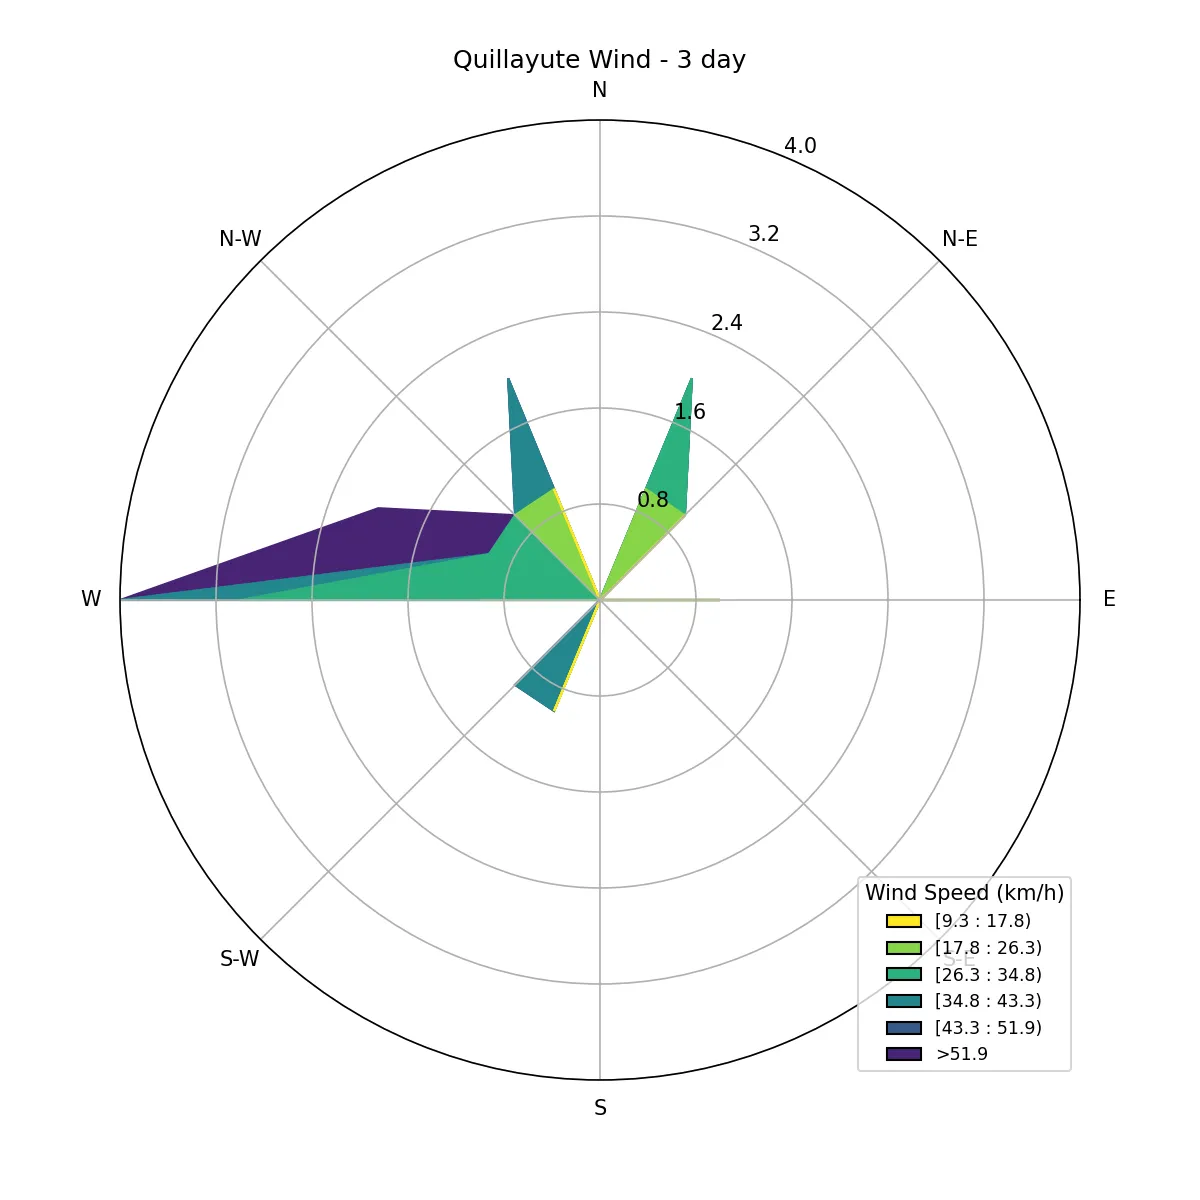 Quillayute Wind - 3 day
N
4.0
N-W
3.2
N-E
2.4
1.6
0.8
W
E
Wind Speed (km/h)
[9.3 : 17.8)
[17.8 : 26.3)
S-W
S-E
[26.3 : 34.8)
[34.8 : 43.3)
[43.3 : 51.9)
>51.9
S